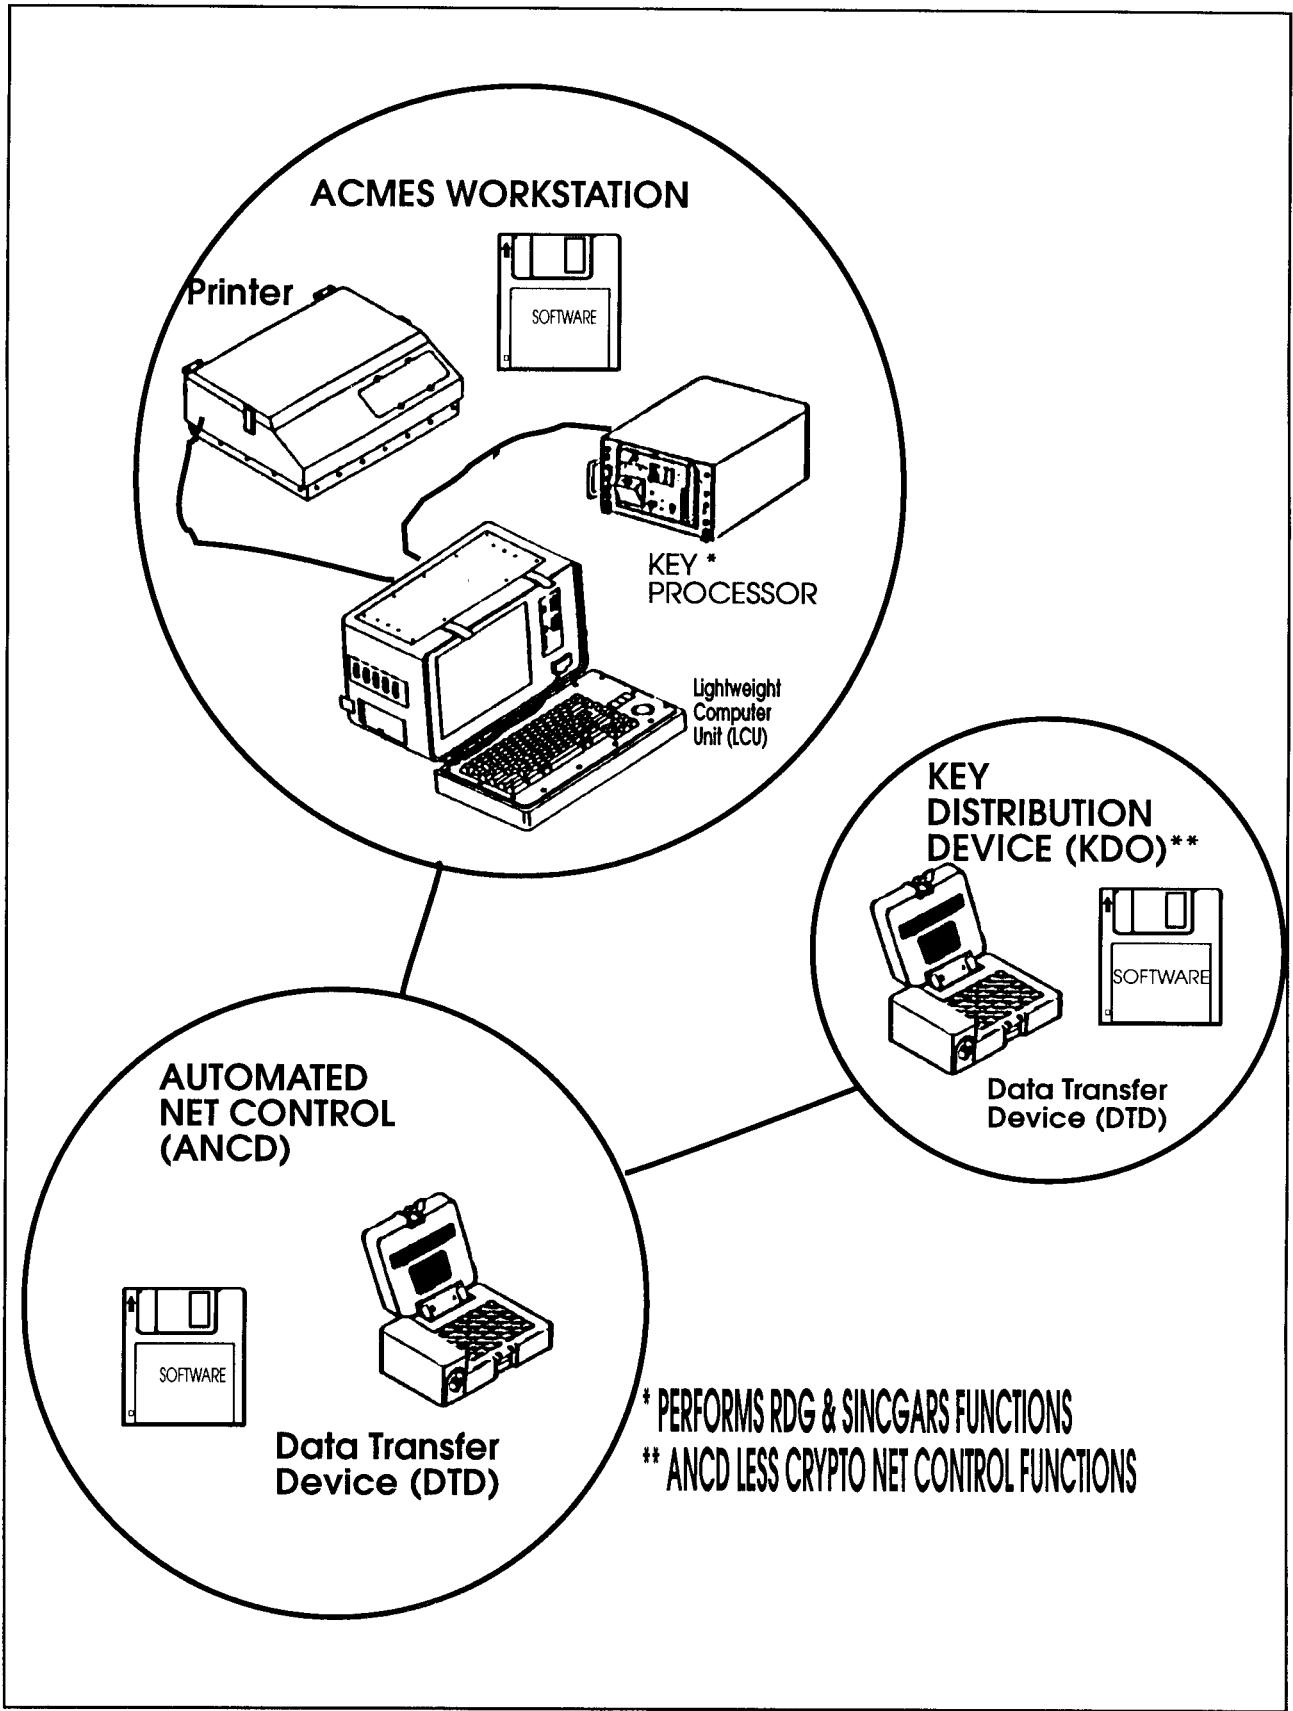 ACMES WORKSTATION
Printer
SOFTWARE
KEY *
PROCESSOR
Lightweight
Computer
Unit (LCU)
KEY
DISTRIBUTION
DEVICE (KDO)**
SOFTWARE
Data Transfer
Device (DTD)
AUTOMATED
NET CONTROL
(ANCD)
SOFTWARE
Data Transfer
Device (DTD)
* PERFORMS RDG & SINCGARS FUNCTIONS
** ANCD LESS CRYPTO NET CONTROL FUNCTIONS